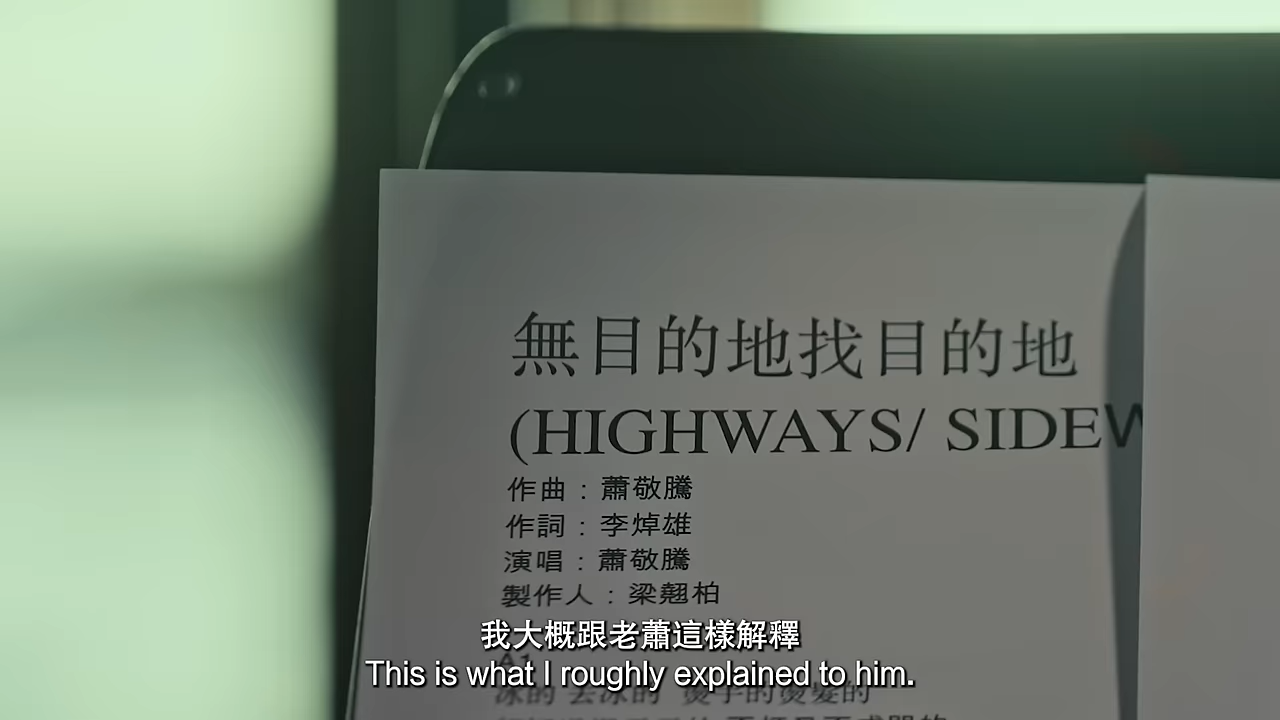 無目的地找目的地
(HIGHWAYS/ SIDEW
作曲：蕭敬騰
作詞：李焯雄
演唱：蕭敬騰
製作人：梁翹柏
我大概跟老蕭這樣解釋
This is what I roughly explained to him.